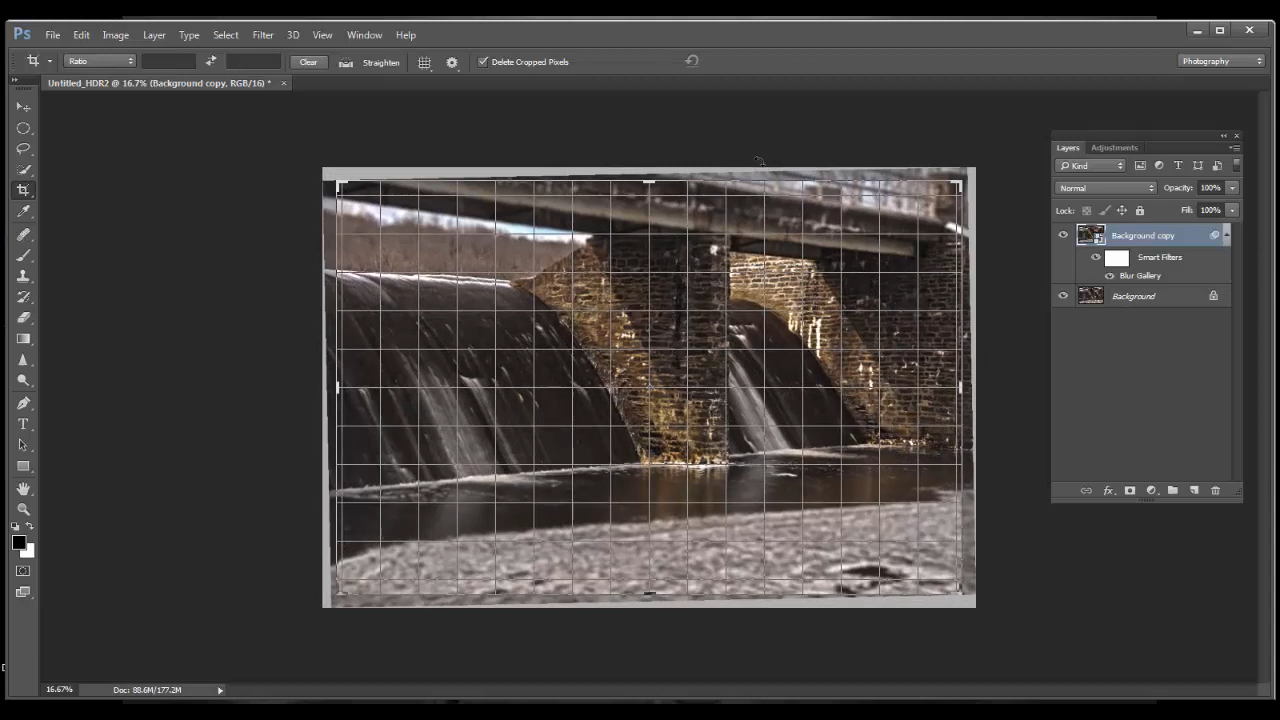 Ps File Edit Image Layer Type Select Filter 3D View Window Help
Ratio Clear Straighten Delete Cropped Pixels Photography
Untitled_HDR2 @ 16.7% (Background copy, RGB/16) * ×
Layers Adjustments
Kind T
Normal Opacity: 100%
Lock: Fill: 100%
Background copy
Smart Filters
Blur Gallery
Background
T
fx
16.67% Doc: 88.6M/177.2M